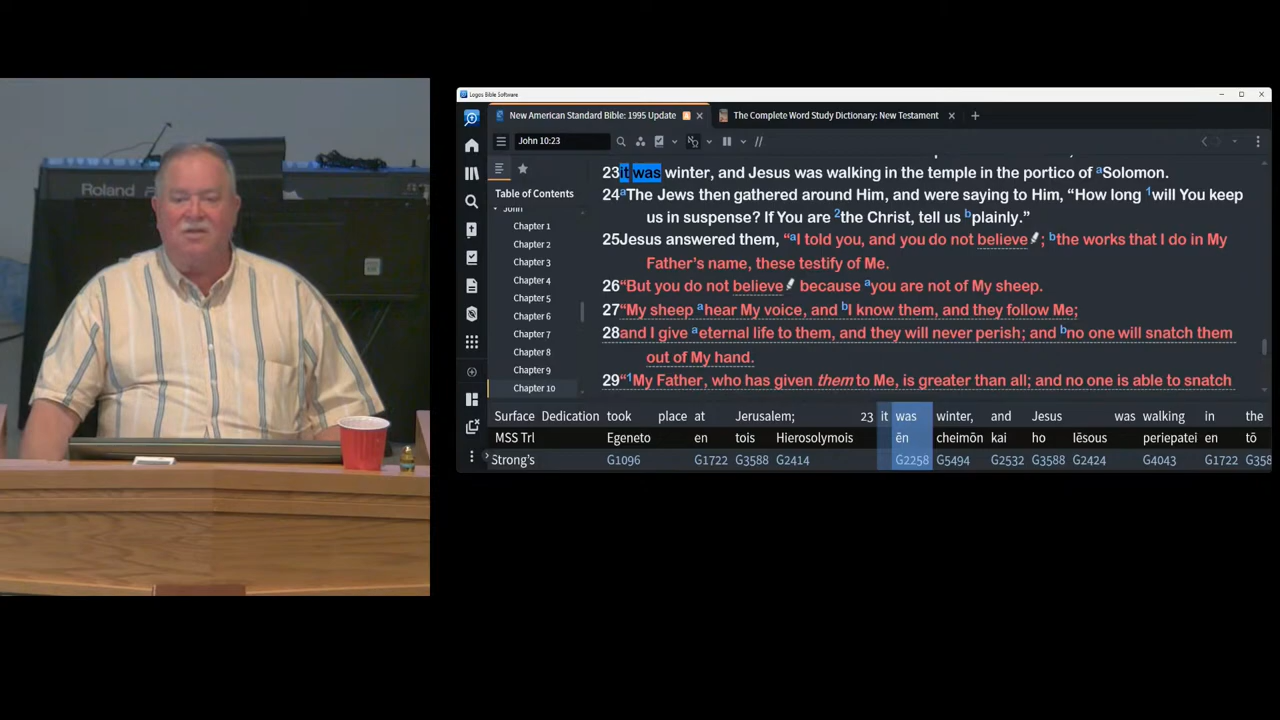 Roland
Logos Bible Software
New American Standard Bible: 1995 Update A
The Complete Word Study Dictionary: New Testament
John 10:23
Table of Contents
John
Chapter 1
Chapter 2
Chapter 3
Chapter 4
Chapter 5
Chapter 6
Chapter 7
Chapter 8
Chapter 9
Chapter 10
23it was winter, and Jesus was walking in the temple in the portico of aSolomon.
24aThe Jews then gathered around Him, and were saying to Him, “How long 1will You keep
us in suspense? If You are 2the Christ, tell us bplainly.”
25Jesus answered them, “aI told you, and you do not believe; bthe works that I do in My
Father’s name, these testify of Me.
26“But you do not believe because ayou are not of My sheep.
27“My sheep ahear My voice, and bI know them, and they follow Me;
28and I give aeternal life to them, and they will never perish; and bno one will snatch them
out of My hand.
29“1My Father, who has given them to Me, is greater than all; and no one is able to snatch
Surface Dedication took place at Jerusalem; 23 it was winter, and Jesus was walking in the
MSS Trl Egeneto en tois Hierosolymois ēn cheimōn kai ho Iēsous periepatei en tō
Strong’s G1096 G1722 G3588 G2414 G2258 G5494 G2532 G3588 G2424 G4043 G1722 G358